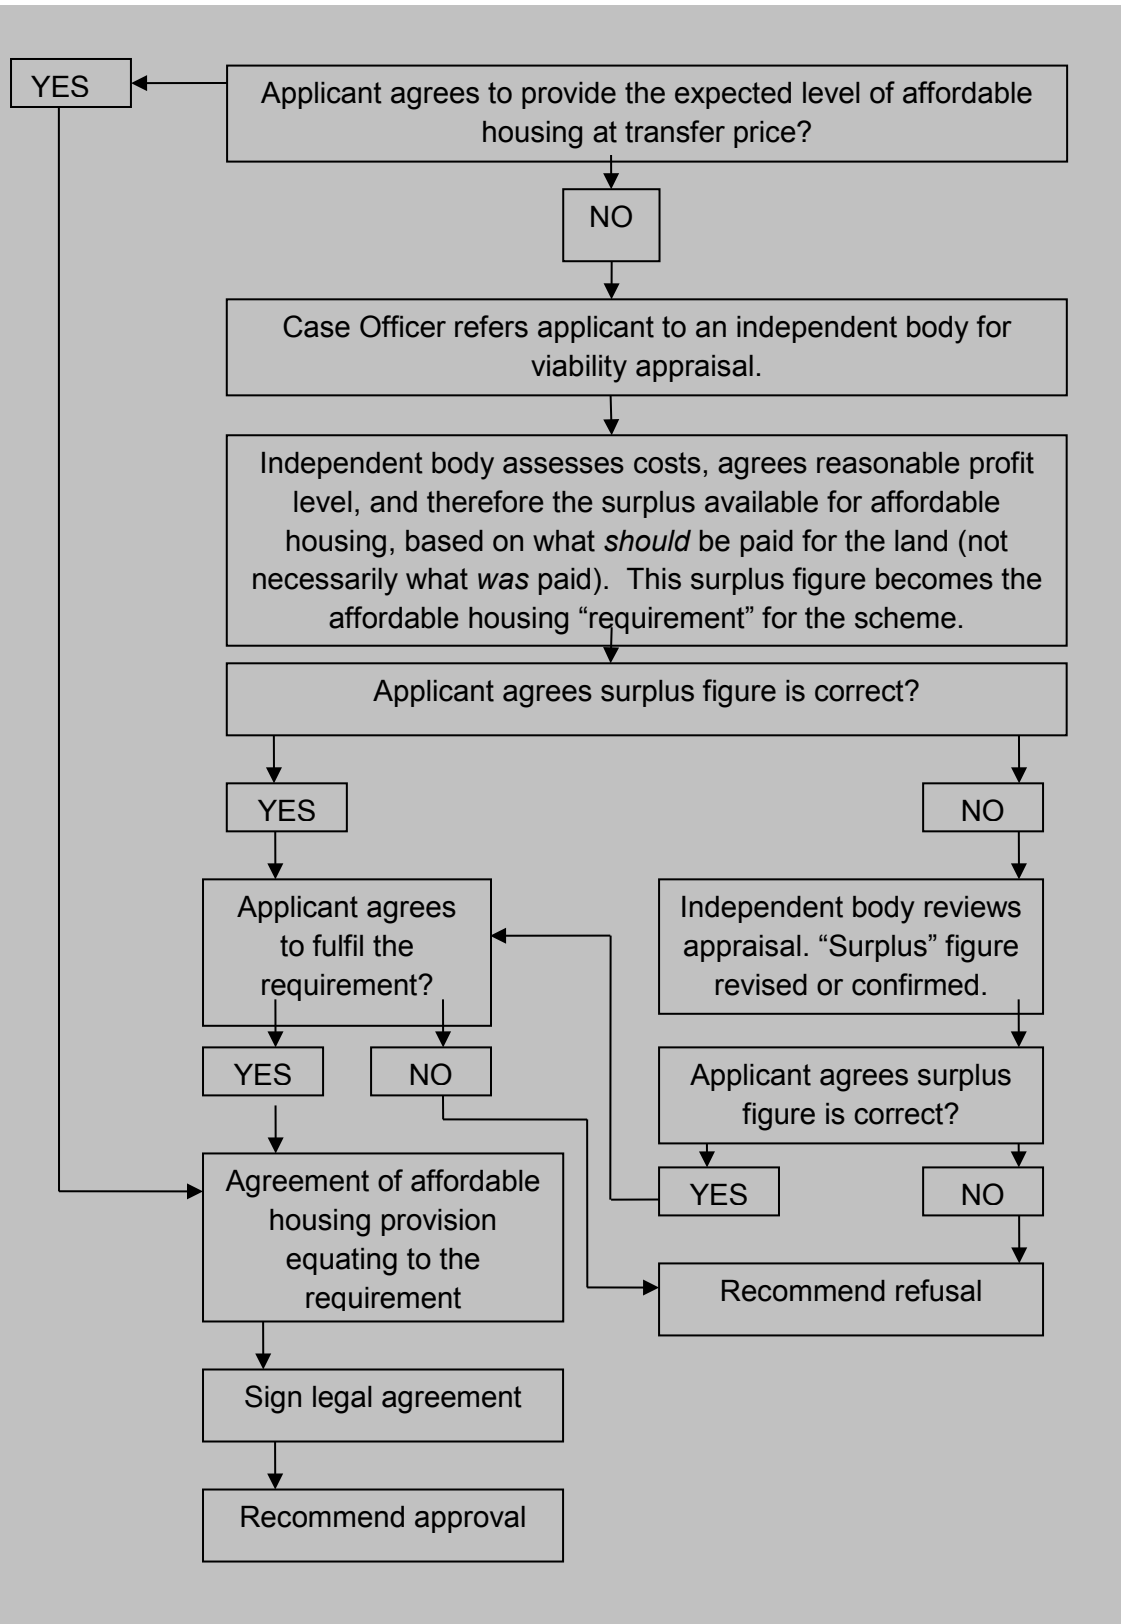 YES
Applicant agrees to provide the expected level of affordable
housing at transfer price?
NO
Case Officer refers applicant to an independent body for
viability appraisal.
Independent body assesses costs, agrees reasonable profit
level, and therefore the surplus available for affordable
housing, based on what should be paid for the land (not
necessarily what was paid).  This surplus figure becomes the
affordable housing “requirement” for the scheme.
Applicant agrees surplus figure is correct?
YES
NO
Applicant agrees
to fulfil the
requirement?
Independent body reviews
appraisal. “Surplus” figure
revised or confirmed.
YES
NO
Applicant agrees surplus
figure is correct?
YES
NO
Agreement of affordable
housing provision
equating to the
requirement
Recommend refusal
Sign legal agreement
Recommend approval